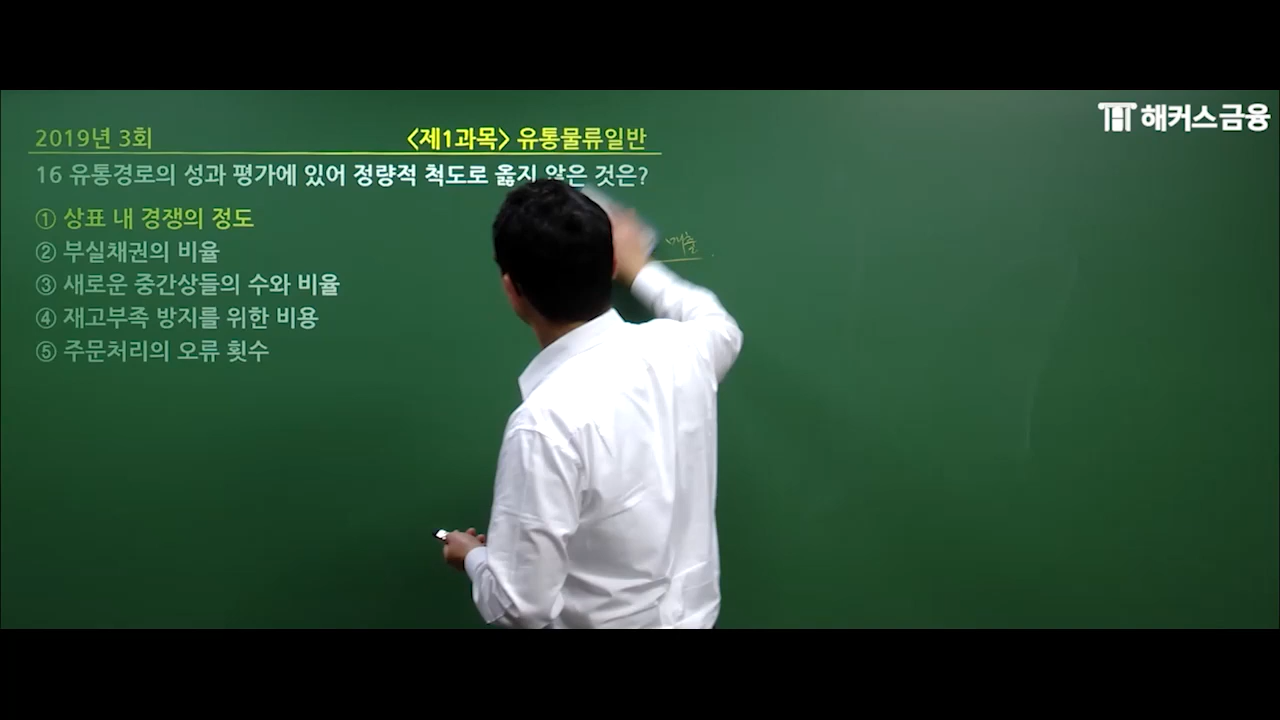 해커스금융
2019년 3회 <제1과목> 유통물류일반
16 유통경로의 성과 평가에 있어 정량적 척도로 옳지 않은 것은?
① 상표 내 경쟁의 정도
② 부실채권의 비율
③ 새로운 중간상들의 수와 비율
④ 재고부족 방지를 위한 비용
⑤ 주문처리의 오류 횟수
매출